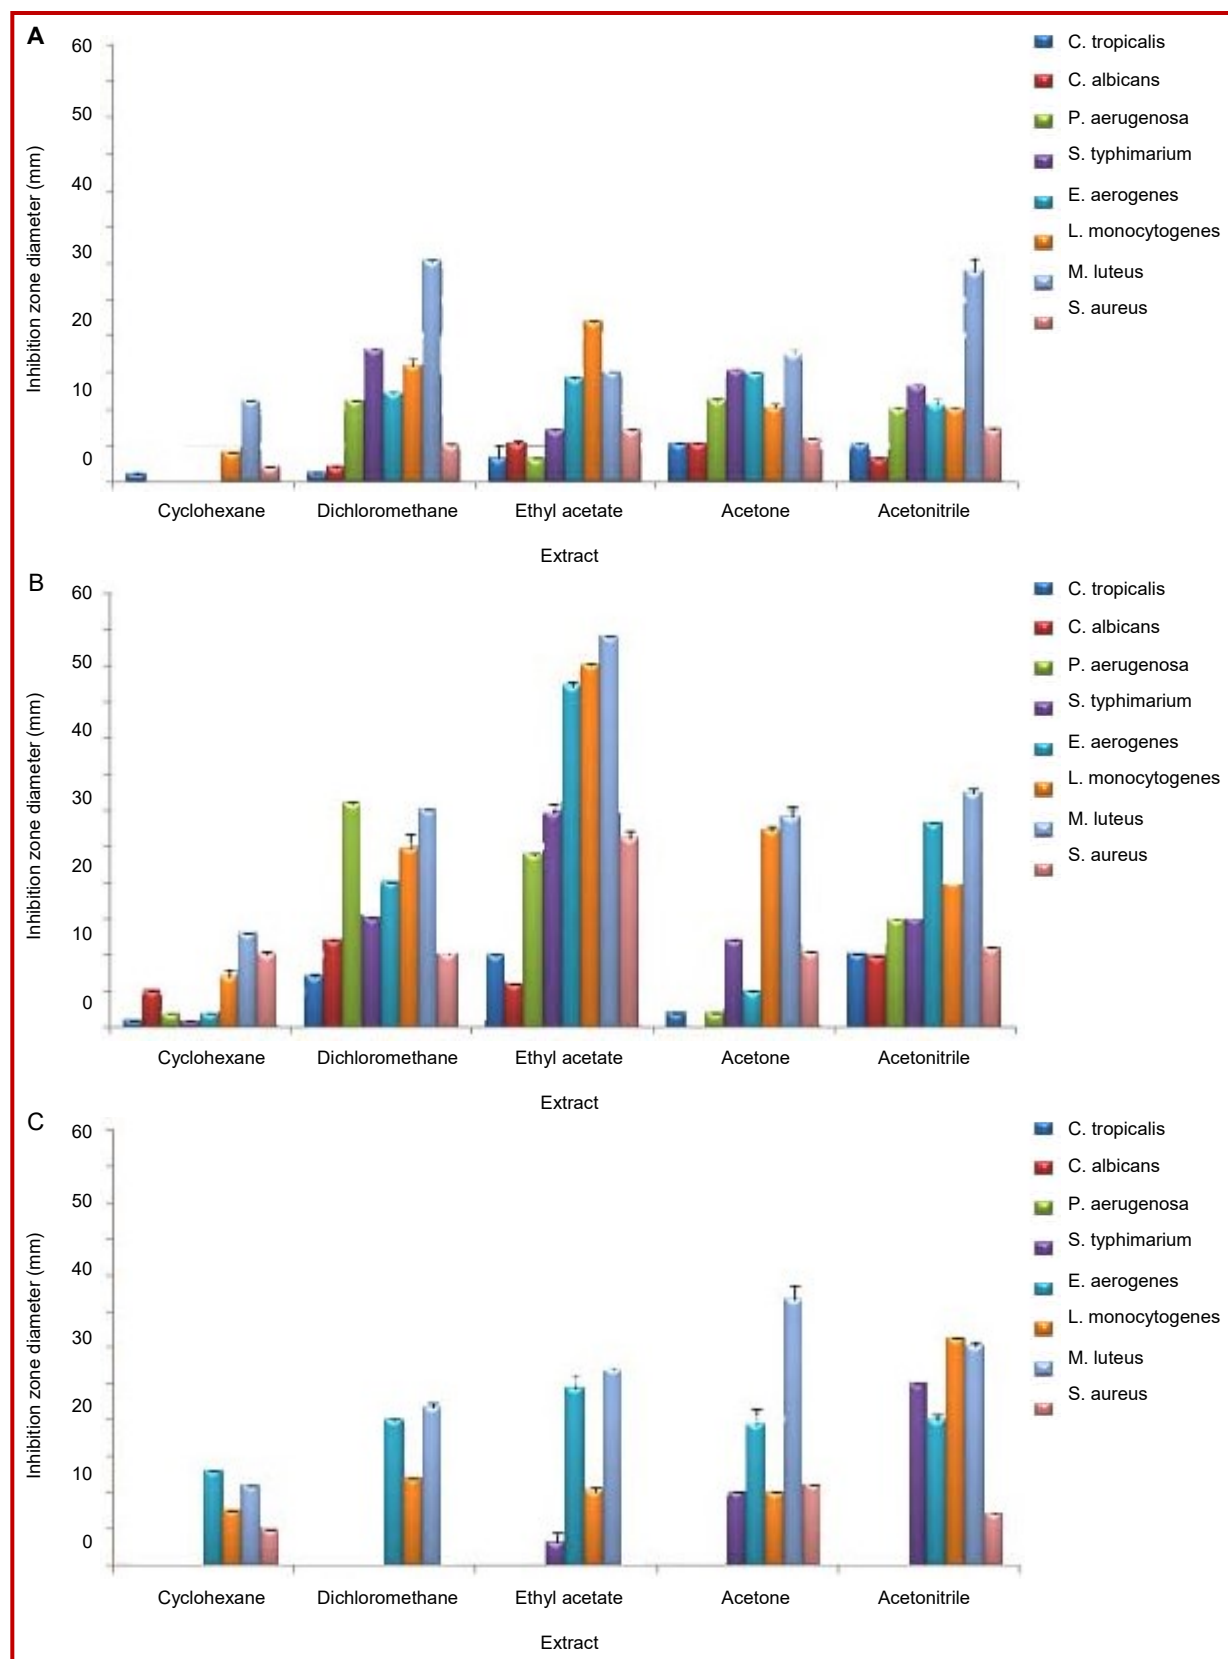 A
60
50
40
30
20
10
0
Inhibition zone diameter (mm)
Cyclohexane Dichloromethane Ethyl acetate Acetone Acetonitrile
Extract
C. tropicalis
C. albicans
P. aerugenosa
S. typhimarium
E. aerogenes
L. monocytogenes
M. luteus
S. aureus
B
60
50
40
30
20
10
0
Inhibition zone diameter (mm)
Cyclohexane Dichloromethane Ethyl acetate Acetone Acetonitrile
Extract
C. tropicalis
C. albicans
P. aerugenosa
S. typhimarium
E. aerogenes
L. monocytogenes
M. luteus
S. aureus
C
60
50
40
30
20
10
0
Inhibition zone diameter (mm)
Cyclohexane Dichloromethane Ethyl acetate Acetone Acetonitrile
Extract
C. tropicalis
C. albicans
P. aerugenosa
S. typhimarium
E. aerogenes
L. monocytogenes
M. luteus
S. aureus